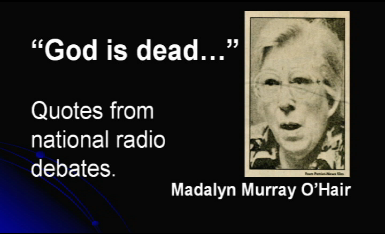 “God is dead…”
Quotes from
national radio
debates.
Madalyn Murray O’Hair